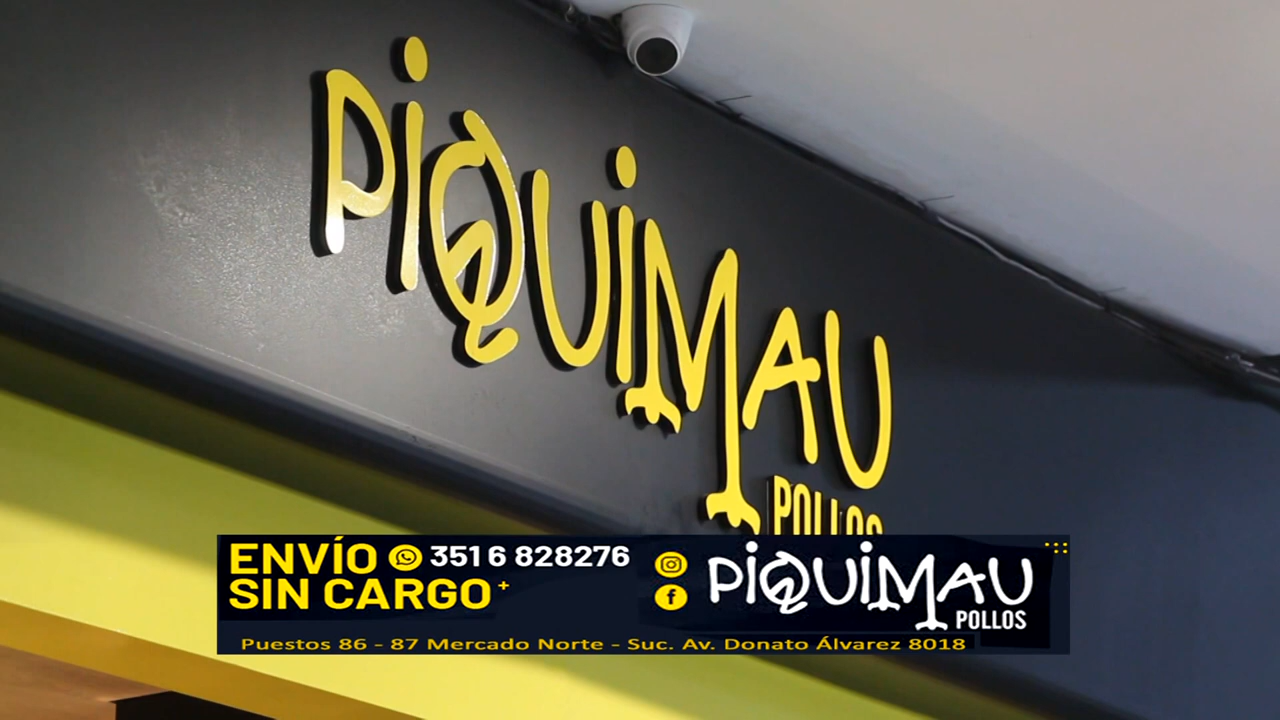 PiQUiMAU
POLLOS
ENVÍO
SIN CARGO+
351 6 828276
PiQUiMAU
POLLOS
Puestos 86 - 87 Mercado Norte - Suc. Av. Donato Álvarez 8018